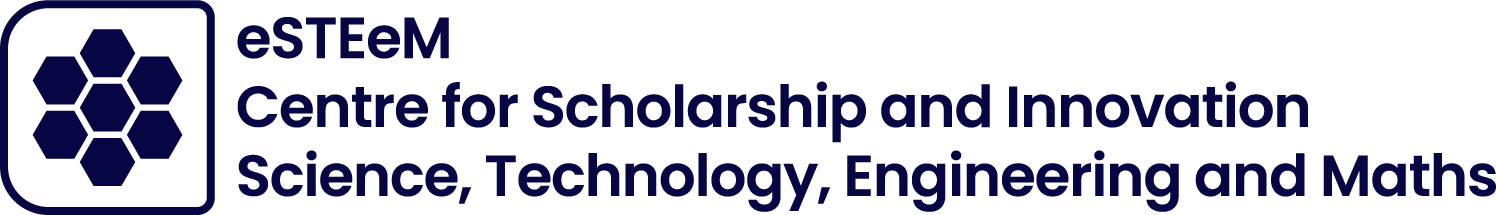 eSTEeM
Centre for Scholarship and Innovation
Science, Technology, Engineering and Maths